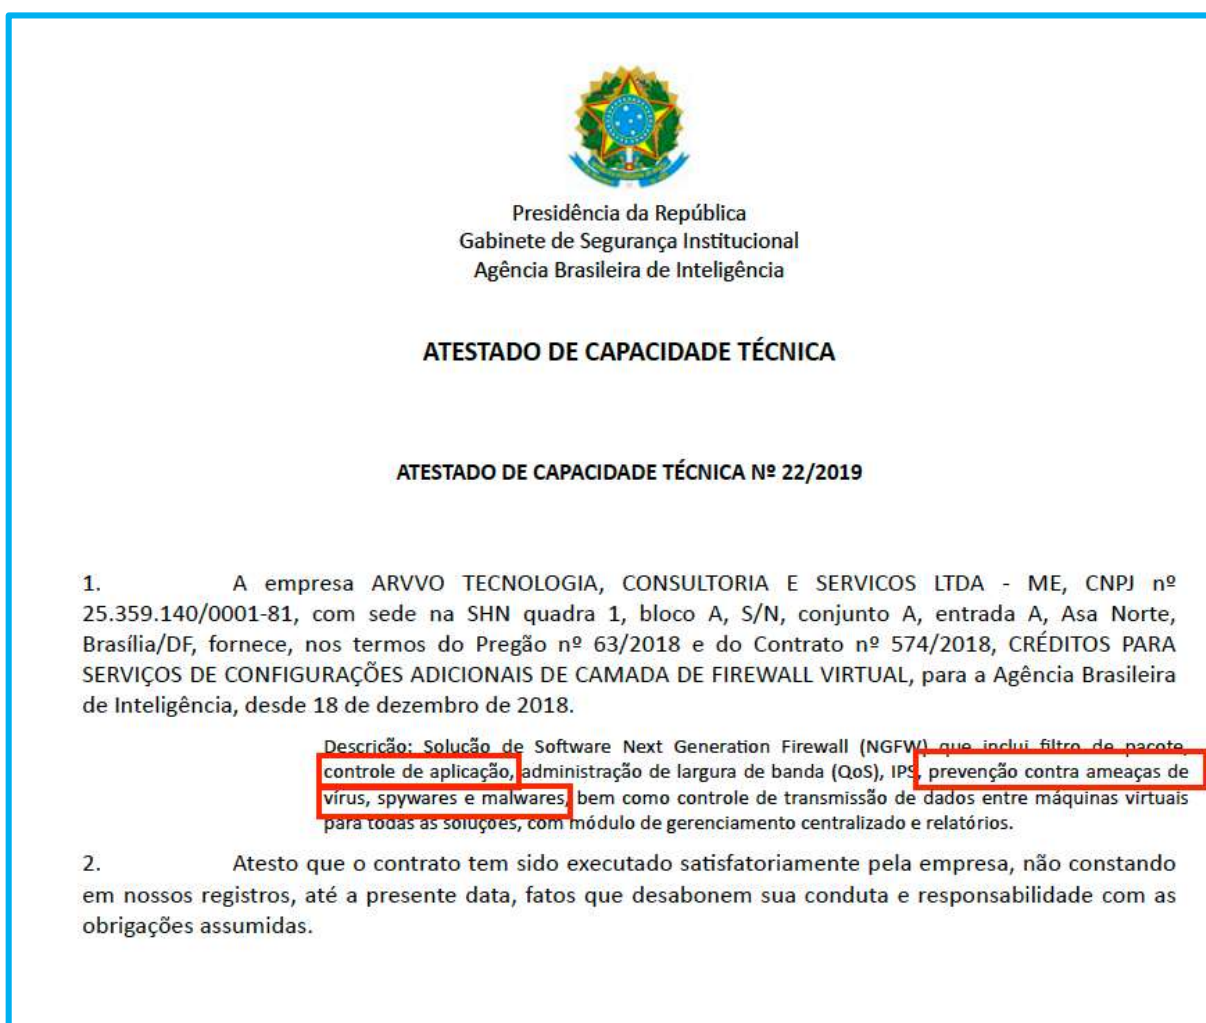 Presidência da República
Gabinete de Segurança Institucional
Agência Brasileira de Inteligência
ATESTADO DE CAPACIDADE TÉCNICA
ATESTADO DE CAPACIDADE TÉCNICA Nº 22/2019
1. A empresa ARVVO TECNOLOGIA, CONSULTORIA E SERVICOS LTDA - ME, CNPJ nº
25.359.140/0001-81, com sede na SHN quadra 1, bloco A, S/N, conjunto A, entrada A, Asa Norte,
Brasília/DF, fornece, nos termos do Pregão nº 63/2018 e do Contrato nº 574/2018, CRÉDITOS PARA
SERVIÇOS DE CONFIGURAÇÕES ADICIONAIS DE CAMADA DE FIREWALL VIRTUAL, para a Agência Brasileira
de Inteligência, desde 18 de dezembro de 2018.
Descrição: Solução de Software Next Generation Firewall (NGFW) que inclui filtro de pacote,
controle de aplicação, administração de largura de banda (QoS), IPS, prevenção contra ameaças de
vírus, spywares e malwares, bem como controle de transmissão de dados entre máquinas virtuais
para todas as soluções, com módulo de gerenciamento centralizado e relatórios.
2. Atesto que o contrato tem sido executado satisfatoriamente pela empresa, não constando
em nossos registros, até a presente data, fatos que desabonem sua conduta e responsabilidade com as
obrigações assumidas.